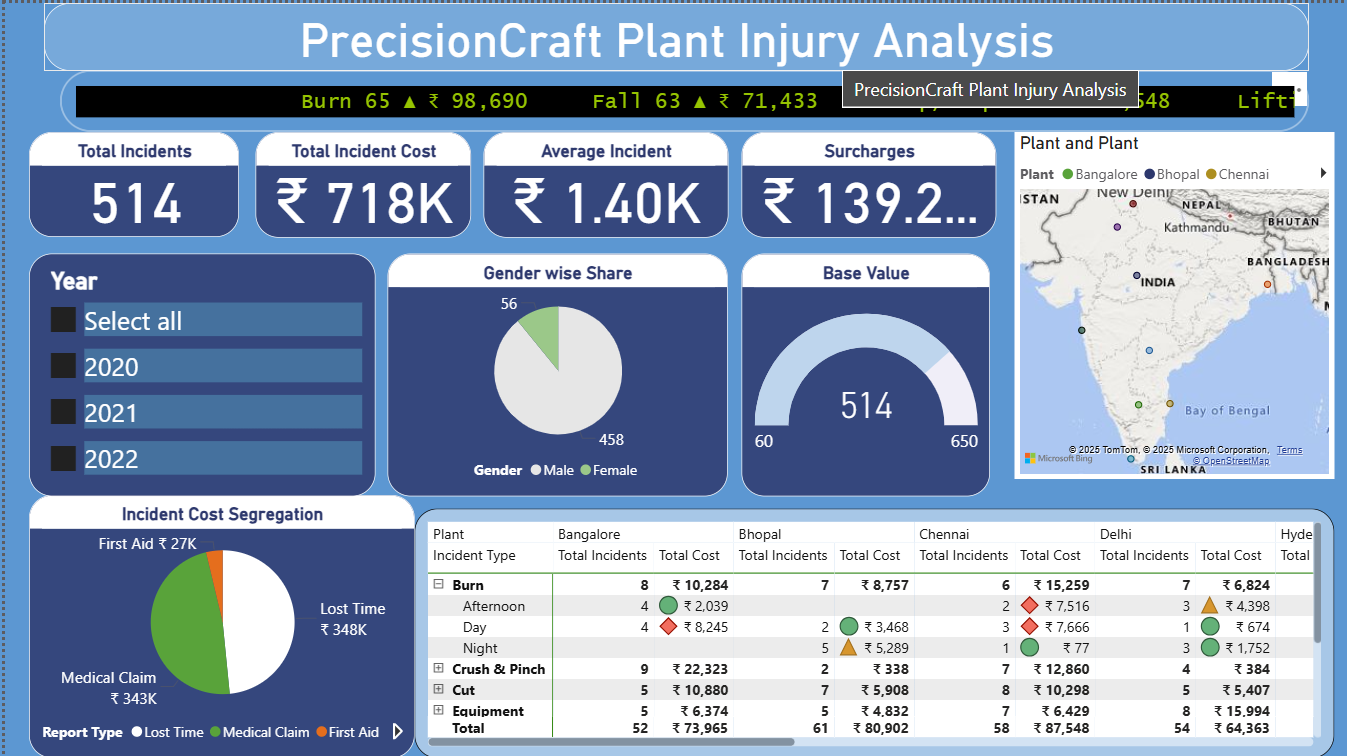 PrecisionCraft Plant Injury Analysis
Burn 65 ▲ ₹ 98,690 Fall 63 ▲ ₹ 71,433
PrecisionCraft Plant Injury Analysis
Total Incidents
514
Total Incident Cost
₹ 718K
Average Incident
₹ 1.40K
Surcharges
₹ 139.2...
Plant and Plant
Plant Bangalore Bhopal Chennai
ISTAN
New Delhi
NEPAL
Kathmandu
BHUTAN
BANGLADESH
INDIA
Bay of Bengal
SRI LANKA
Microsoft Bing
© 2025 TomTom, © 2025 Microsoft Corporation, Terms
© OpenStreetMap
Year
Select all
2020
2021
2022
Gender wise Share
56
458
Gender Male Female
Base Value
514
60 650
Incident Cost Segregation
First Aid ₹ 27K
Lost Time
₹ 348K
Medical Claim
₹ 343K
Report Type Lost Time Medical Claim First Aid
Plant Bangalore Bhopal Chennai Delhi Hyde
Incident Type Total Incidents Total Cost Total Incidents Total Cost Total Incidents Total Cost Total Incidents Total Cost Total
Burn 8 ₹ 10,284 7 ₹ 8,757 6 ₹ 15,259 7 ₹ 6,824
Afternoon 4 ₹ 2,039 2 ₹ 7,516 3 ₹ 4,398
Day 4 ₹ 8,245 2 ₹ 3,468 3 ₹ 7,666 1 ₹ 674
Night 5 ₹ 5,289 1 ₹ 77 3 ₹ 1,752
Crush & Pinch 9 ₹ 22,323 2 ₹ 338 7 ₹ 12,860 4 ₹ 384
Cut 5 ₹ 10,880 7 ₹ 5,908 8 ₹ 10,298 5 ₹ 5,407
Equipment 5 ₹ 6,374 5 ₹ 4,832 7 ₹ 6,429 8 ₹ 15,994
Total 52 ₹ 73,965 61 ₹ 80,902 58 ₹ 87,548 54 ₹ 64,363